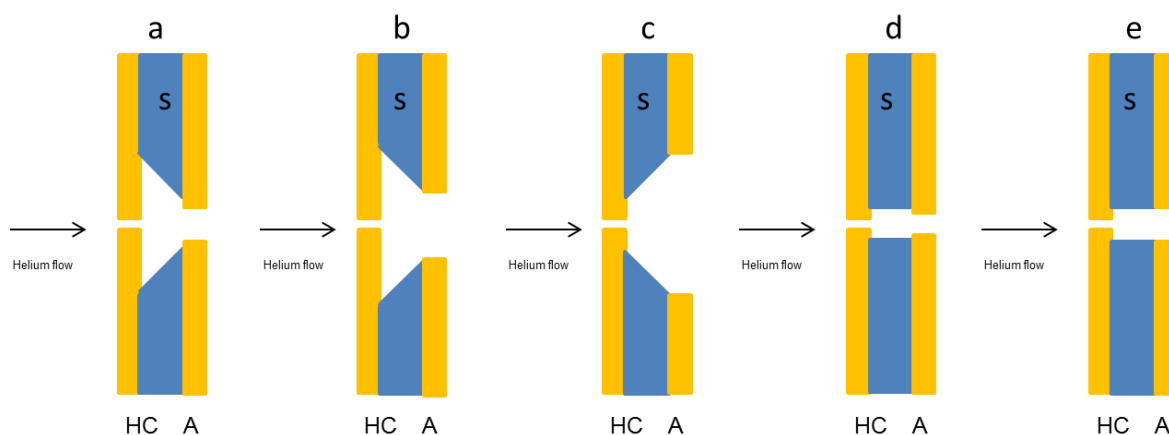 a b c d e
s s s s s
Helium flow Helium flow Helium flow Helium flow Helium flow
HC A HC A HC A HC A HC A